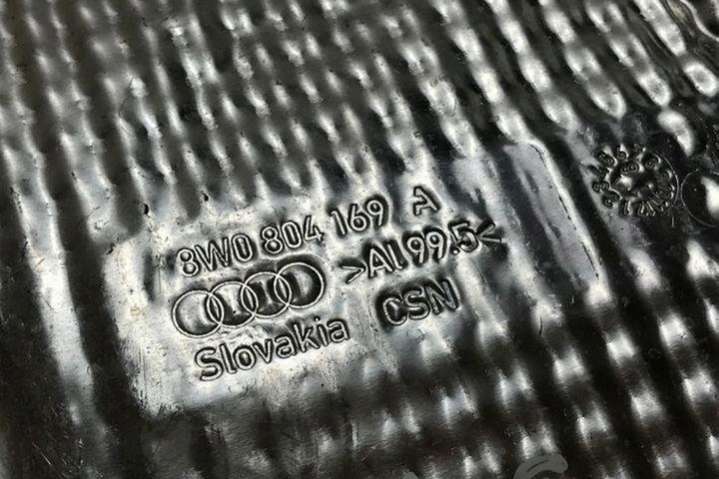 8W0 804 169 A
>Al 99.5<
Slovakia CSN